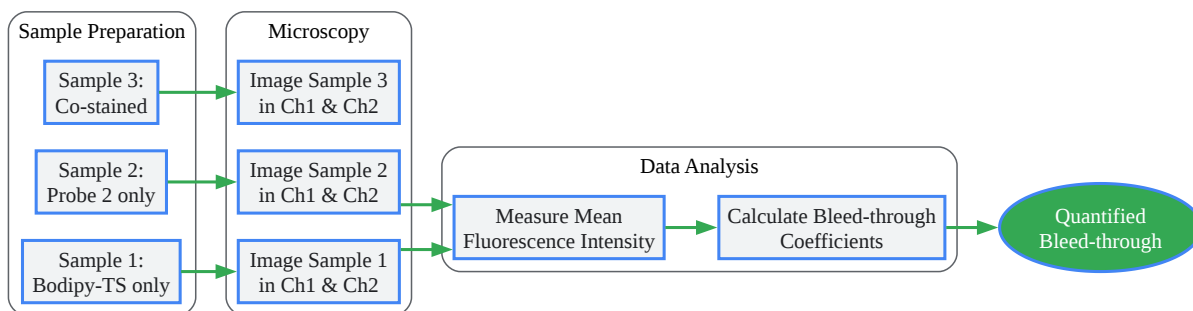 Sample Preparation
Sample 3:
Co-stained
Sample 2:
Probe 2 only
Sample 1:
Bodipy-TS only
Microscopy
Image Sample 3
in Ch1 & Ch2
Image Sample 2
in Ch1 & Ch2
Image Sample 1
in Ch1 & Ch2
Data Analysis
Measure Mean
Fluorescence Intensity
Calculate Bleed-through
Coefficients
Quantified
Bleed-through